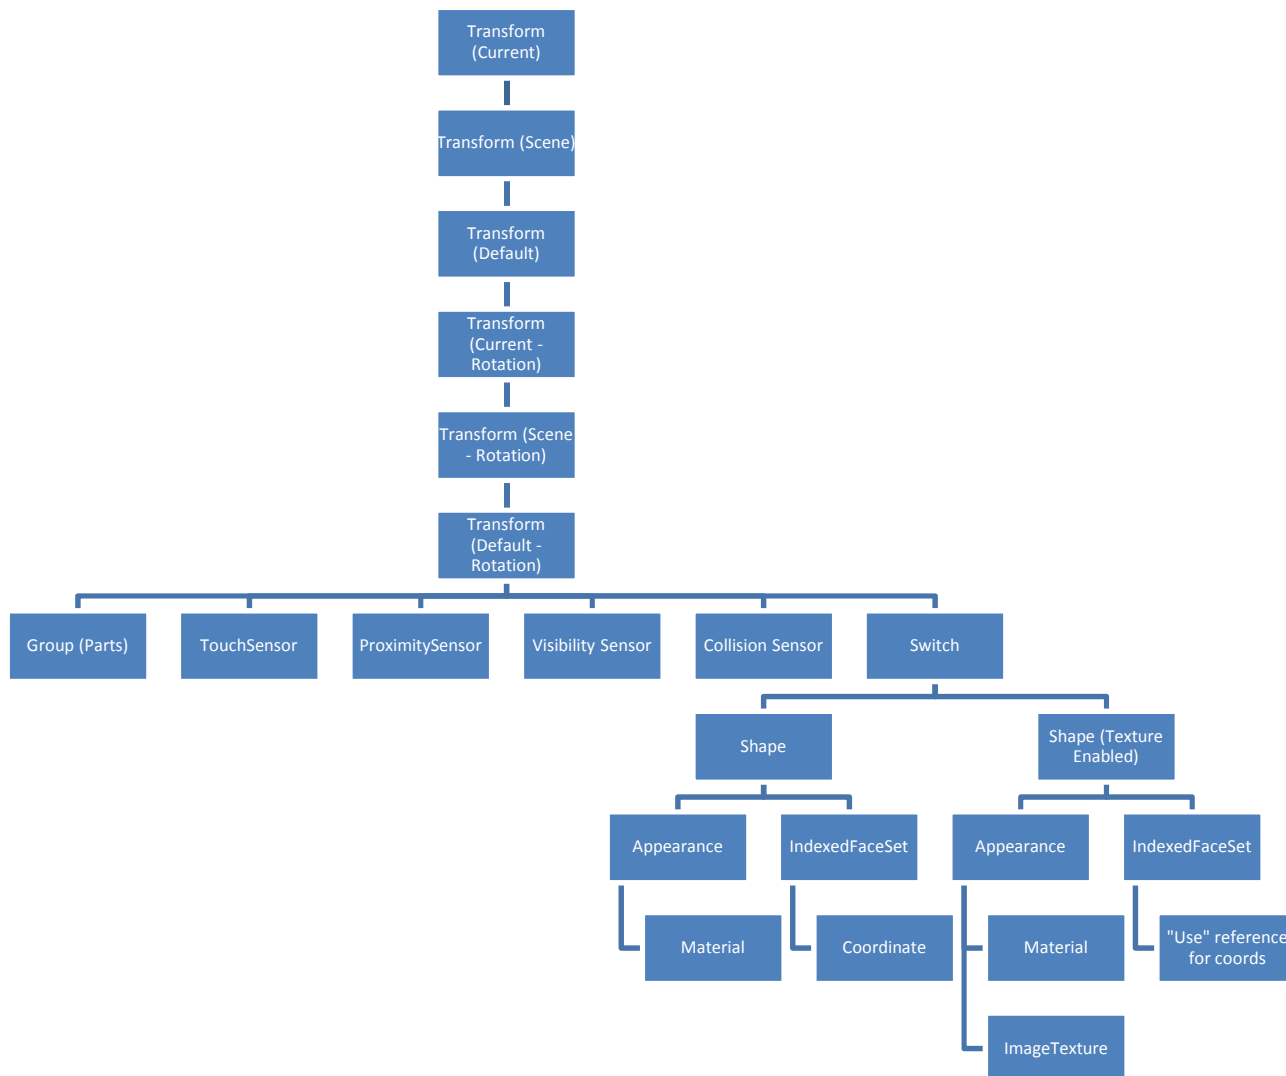 Transform
(Current)
Transform (Scene)
Transform
(Default)
Transform
(Current -
Rotation)
Transform (Scene
- Rotation)
Transform
(Default -
Rotation)
Group (Parts)
TouchSensor
ProximitySensor
Visibility Sensor
Collision Sensor
Switch
Shape
Shape (Texture
Enabled)
Appearance
IndexedFaceSet
Appearance
IndexedFaceSet
Material
Coordinate
Material
"Use" reference
for coords
ImageTexture